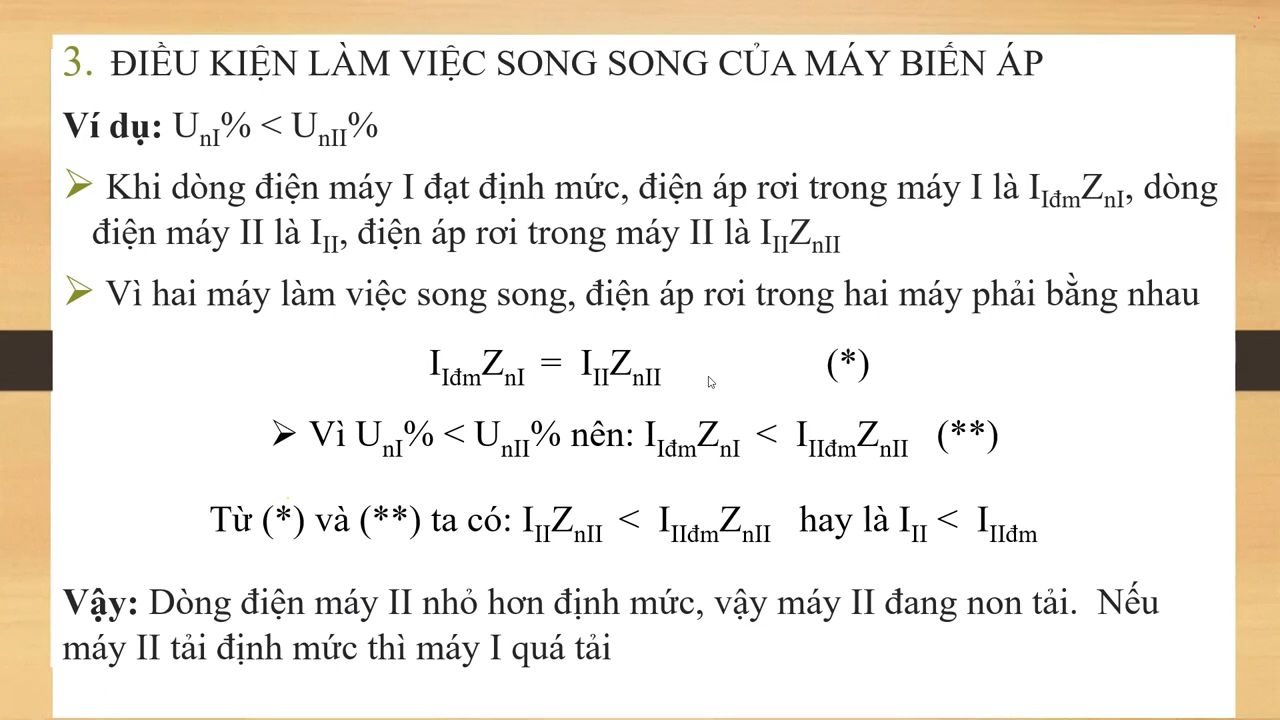 3. ĐIỀU KIỆN LÀM VIỆC SONG SONG CỦA MÁY BIẾN ÁP
Ví dụ: UnI% < UnII%
➢ Khi dòng điện máy I đạt định mức, điện áp rơi trong máy I là IIđmZnI, dòng
điện máy II là III, điện áp rơi trong máy II là IIIZnII
➢ Vì hai máy làm việc song song, điện áp rơi trong hai máy phải bằng nhau
IIđmZnI = IIIZnII (*)
➢ Vì UnI% < UnII% nên: IIđmZnI < IIIđmZnII (**)
Từ (*) và (**) ta có: IIIZnII < IIIđmZnII hay là III < IIIđm
Vậy: Dòng điện máy II nhỏ hơn định mức, vậy máy II đang non tải. Nếu
máy II tải định mức thì máy I quá tải